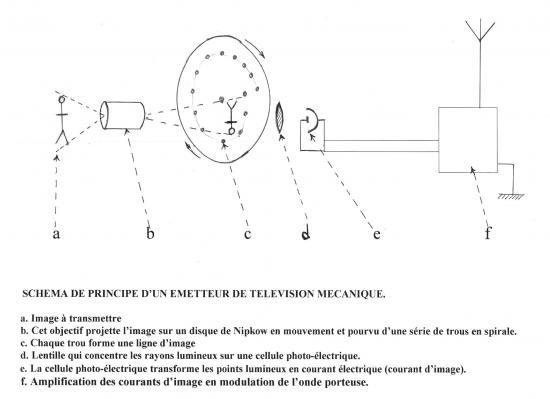 a b c d e f
SCHEMA DE PRINCIPE D'UN EMETTEUR DE TELEVISION MECANIQUE.
a. Image à transmettre
b. Cet objectif projette l'image sur un disque de Nipkow en mouvement et pourvu d'une série de trous en spirale.
c. Chaque trou forme une ligne d'image
d. Lentille qui concentre les rayons lumineux sur une cellule photo-électrique.
e. La cellule photo-électrique transforme les points lumineux en courant électrique (courant d'image).
f. Amplification des courants d'image en modulation de l'onde porteuse.